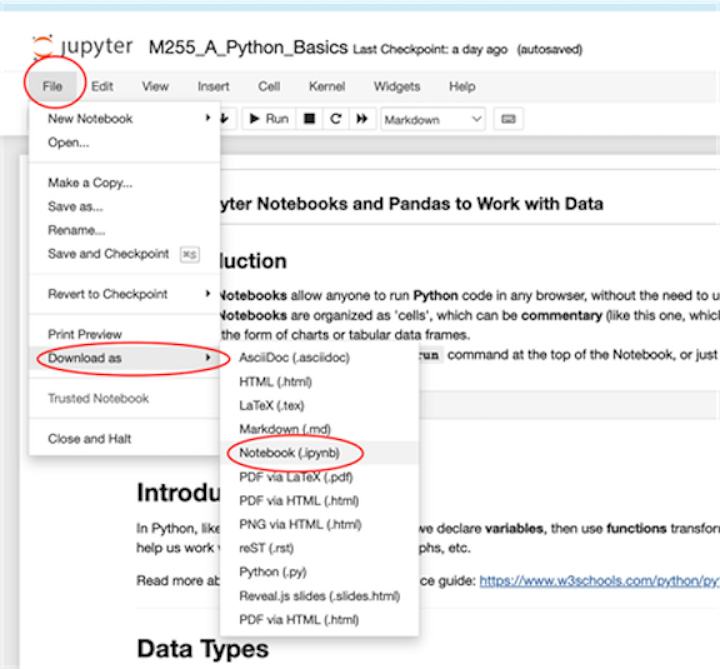 jupyter M255_A_Python_Basics Last Checkpoint: a day ago (autosaved)
File Edit View Insert Cell Kernel Widgets Help
New Notebook
Run Markdown
Open...
Make a Copy...
Save as...
yter Notebooks and Pandas to Work with Data
Rename...
Save and Checkpoint ⌘S
luction
Revert to Checkpoint
Notebooks allow anyone to run Python code in any browser, without the need to u
Notebooks are organized as 'cells', which can be commentary (like this one, whic
Print Preview
the form of charts or tabular data frames.
Download as
AsciiDoc (.asciidoc)
run command at the top of the Notebook, or just
HTML (.html)
Trusted Notebook
LaTeX (.tex)
Markdown (.md)
Close and Halt
Notebook (.ipynb)
PDF via LaTeX (.pdf)
Introdu
PDF via HTML (.html)
PNG via HTML (.html)
In Python, like we declare variables, then use functions transfor
reST (.rst)
help us work phs, etc.
Python (.py)
Read more ab ce guide: https://www.w3schools.com/python/py
Reveal.js slides (.slides.html)
PDF via HTML (.html)
Data Types